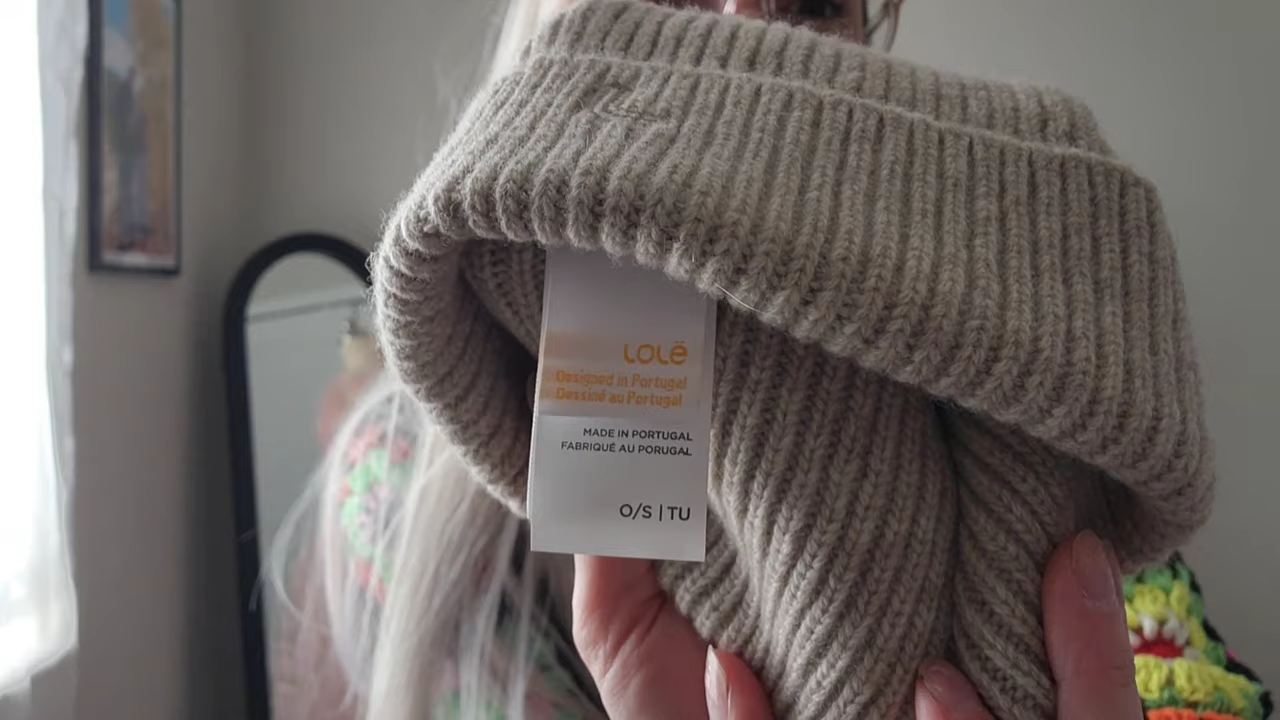 Lolë
Designed in Portugal
Dessiné au Portugal
MADE IN PORTUGAL
FABRIQUÉ AU PORUGAL
O/S | TU